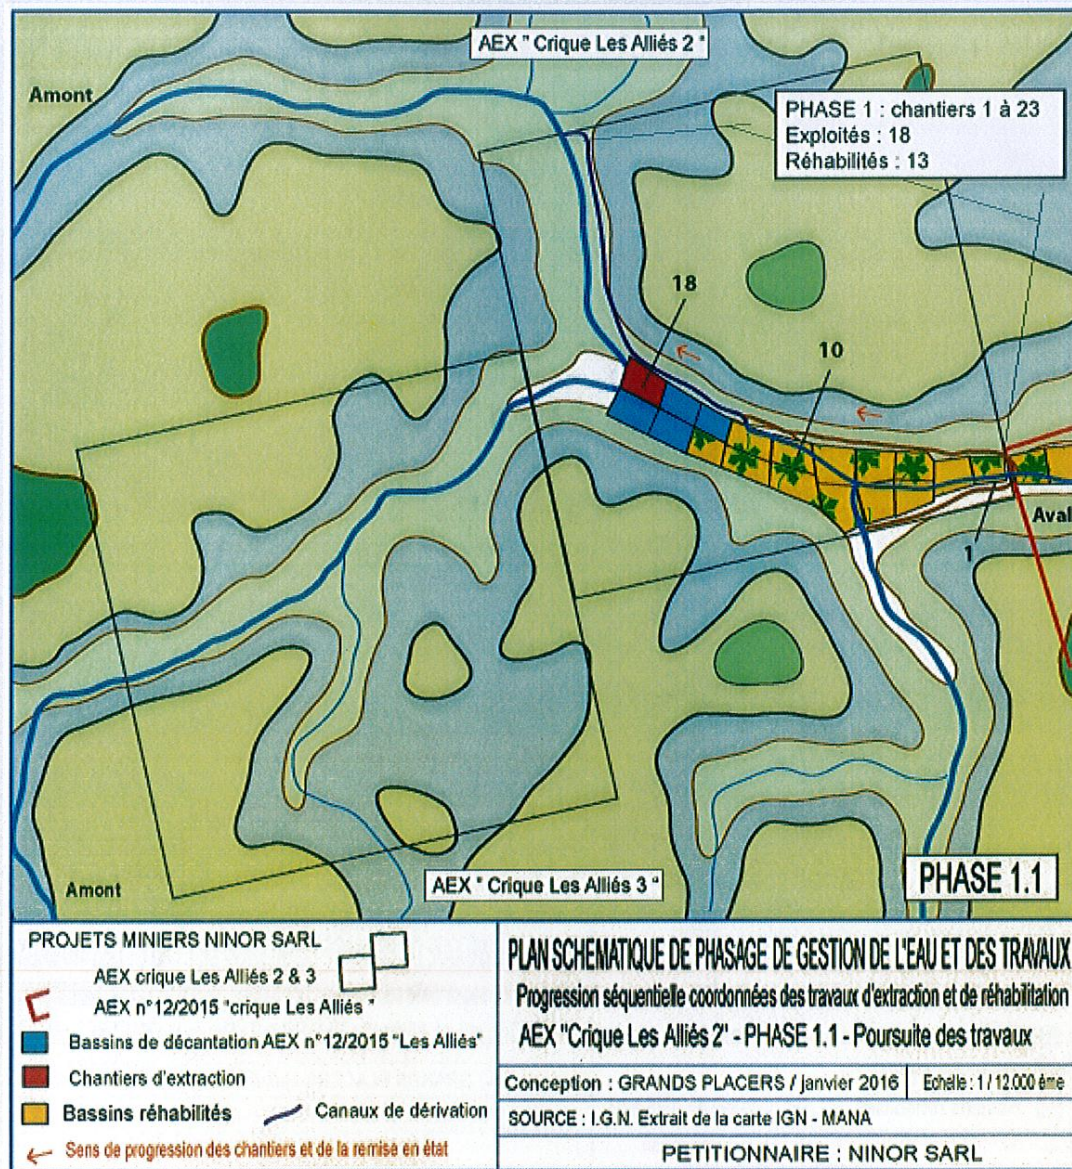 AEX " Crique Les Alliés 2 "
Amont
PHASE 1 : chantiers 1 à 23
Exploités : 18
Réhabilités : 13
18
10
Aval
1
Amont
AEX " Crique Les Alliés 3 "
PHASE 1.1
PROJETS MINIERS NINOR SARL
AEX crique Les Alliés 2 & 3
AEX n°12/2015 "crique Les Alliés"
Bassins de décantation AEX n°12/2015 "Les Alliés"
Chantiers d'extraction
Bassins réhabilités
Canaux de dérivation
Sens de progression des chantiers et de la remise en état
PLAN SCHEMATIQUE DE PHASAGE DE GESTION DE L'EAU ET DES TRAVAUX
Progression séquentielle coordonnées des travaux d'extraction et de réhabilitation
AEX "Crique Les Alliés 2" - PHASE 1.1 - Poursuite des travaux
Conception : GRANDS PLACERS / janvier 2016
Echelle : 1 / 12.000 ème
SOURCE : I.G.N. Extrait de la carte IGN - MANA
PETITIONNAIRE : NINOR SARL